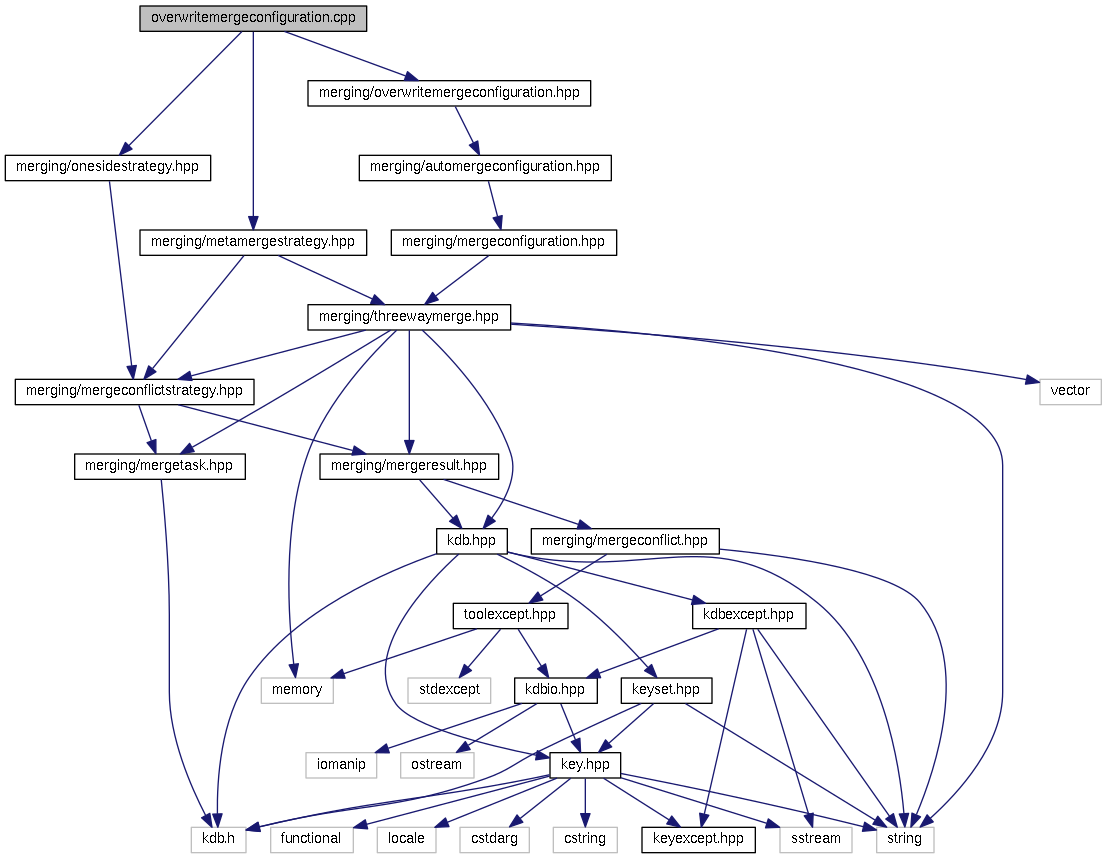 overwritemergeconfiguration.cpp
merging/overwritemergeconfiguration.hpp
merging/onesidestrategy.hpp
merging/automergeconfiguration.hpp
merging/metamergestrategy.hpp
merging/mergeconfiguration.hpp
merging/threewaymerge.hpp
merging/mergeconflictstrategy.hpp
vector
merging/mergetask.hpp
merging/mergeresult.hpp
kdb.hpp
merging/mergeconflict.hpp
toolexcept.hpp
kdbexcept.hpp
memory
stdexcept
kdbio.hpp
keyset.hpp
iomanip
ostream
key.hpp
kdb.h
functional
locale
cstdarg
cstring
keyexcept.hpp
sstream
string